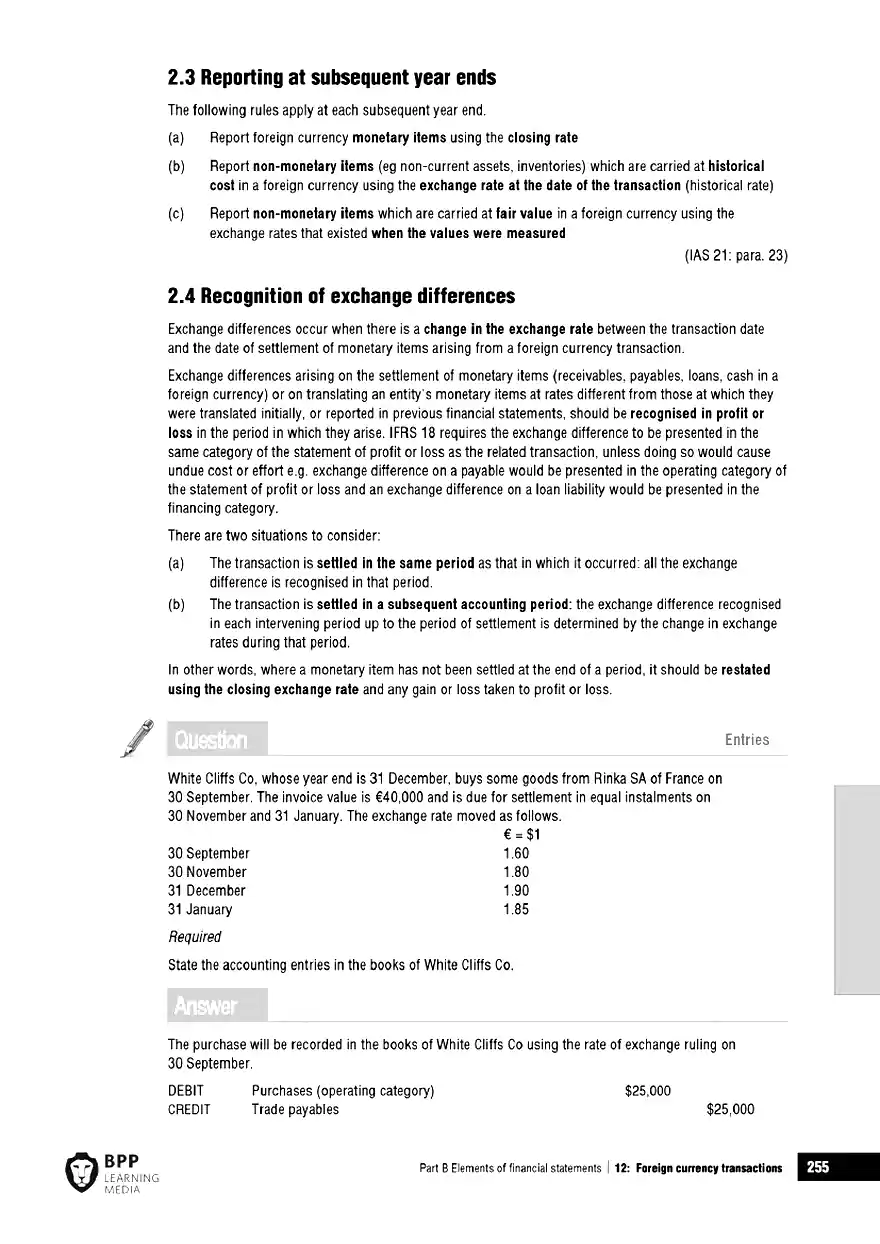 2.3 Reporting at subsequent year ends
The following rules apply at each subsequent year end.
(a) Report foreign currency monetary items using the closing rate
(b) Report non-monetary items (eg non-current assets, inventories) which are carried at historical
cost in a foreign currency using the exchange rate at the date of the transaction (historical rate)
(c) Report non-monetary items which are carried at fair value in a foreign currency using the
exchange rates that existed when the values were measured
(IAS 21: para. 23)
2.4 Recognition of exchange differences
Exchange differences occur when there is a change in the exchange rate between the transaction date
and the date of settlement of monetary items arising from a foreign currency transaction.
Exchange differences arising on the settlement of monetary items (receivables, payables, loans, cash in a
foreign currency) or on translating an entity's monetary items at rates different from those at which they
were translated initially, or reported in previous financial statements, should be recognised in profit or
loss in the period in which they arise. IFRS 18 requires the exchange difference to be presented in the
same category of the statement of profit or loss as the related transaction, unless doing so would cause
undue cost or effort e.g. exchange difference on a payable would be presented in the operating category of
the statement of profit or loss and an exchange difference on a loan liability would be presented in the
financing category.
There are two situations to consider:
(a) The transaction is settled in the same period as that in which it occurred: all the exchange
difference is recognised in that period.
(b) The transaction is settled in a subsequent accounting period: the exchange difference recognised
in each intervening period up to the period of settlement is determined by the change in exchange
rates during that period.
In other words, where a monetary item has not been settled at the end of a period, it should be restated
using the closing exchange rate and any gain or loss taken to profit or loss.
Question Entries
White Cliffs Co, whose year end is 31 December, buys some goods from Rinka SA of France on
30 September. The invoice value is €40,000 and is due for settlement in equal instalments on
30 November and 31 January. The exchange rate moved as follows.
€ = $1
30 September 1.60
30 November 1.80
31 December 1.90
31 January 1.85
Required
State the accounting entries in the books of White Cliffs Co.
Answer
The purchase will be recorded in the books of White Cliffs Co using the rate of exchange ruling on
30 September.
DEBIT Purchases (operating category) $25,000
CREDIT Trade payables $25,000
BPP
LEARNING
MEDIA
Part B Elements of financial statements | 12: Foreign currency transactions 255